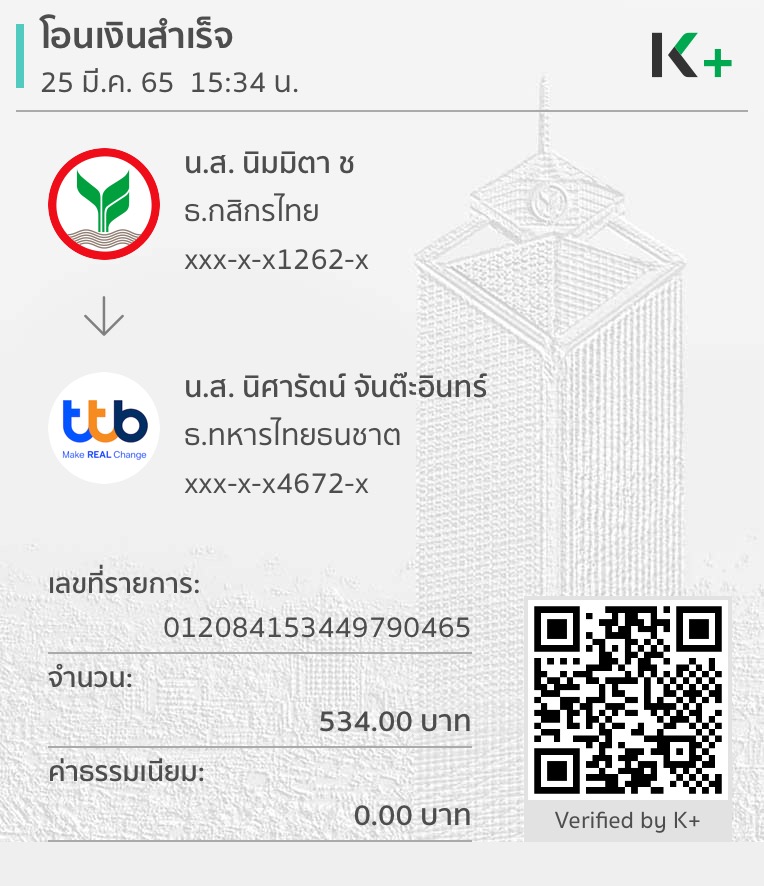 โอนเงินสำเร็จ
25 มี.ค. 65 15:34 น.
K+
น.ส. นิมมิตา ช
ธ.กสิกรไทย
xxx-x-x1262-x
ttb
Make REAL Change
น.ส. นิศารัตน์ จันต๊ะอินทร์
ธ.ทหารไทยธนชาต
xxx-x-x4672-x
เลขที่รายการ:
012084153449790465
จำนวน:
534.00 บาท
ค่าธรรมเนียม:
0.00 บาท
Verified by K+